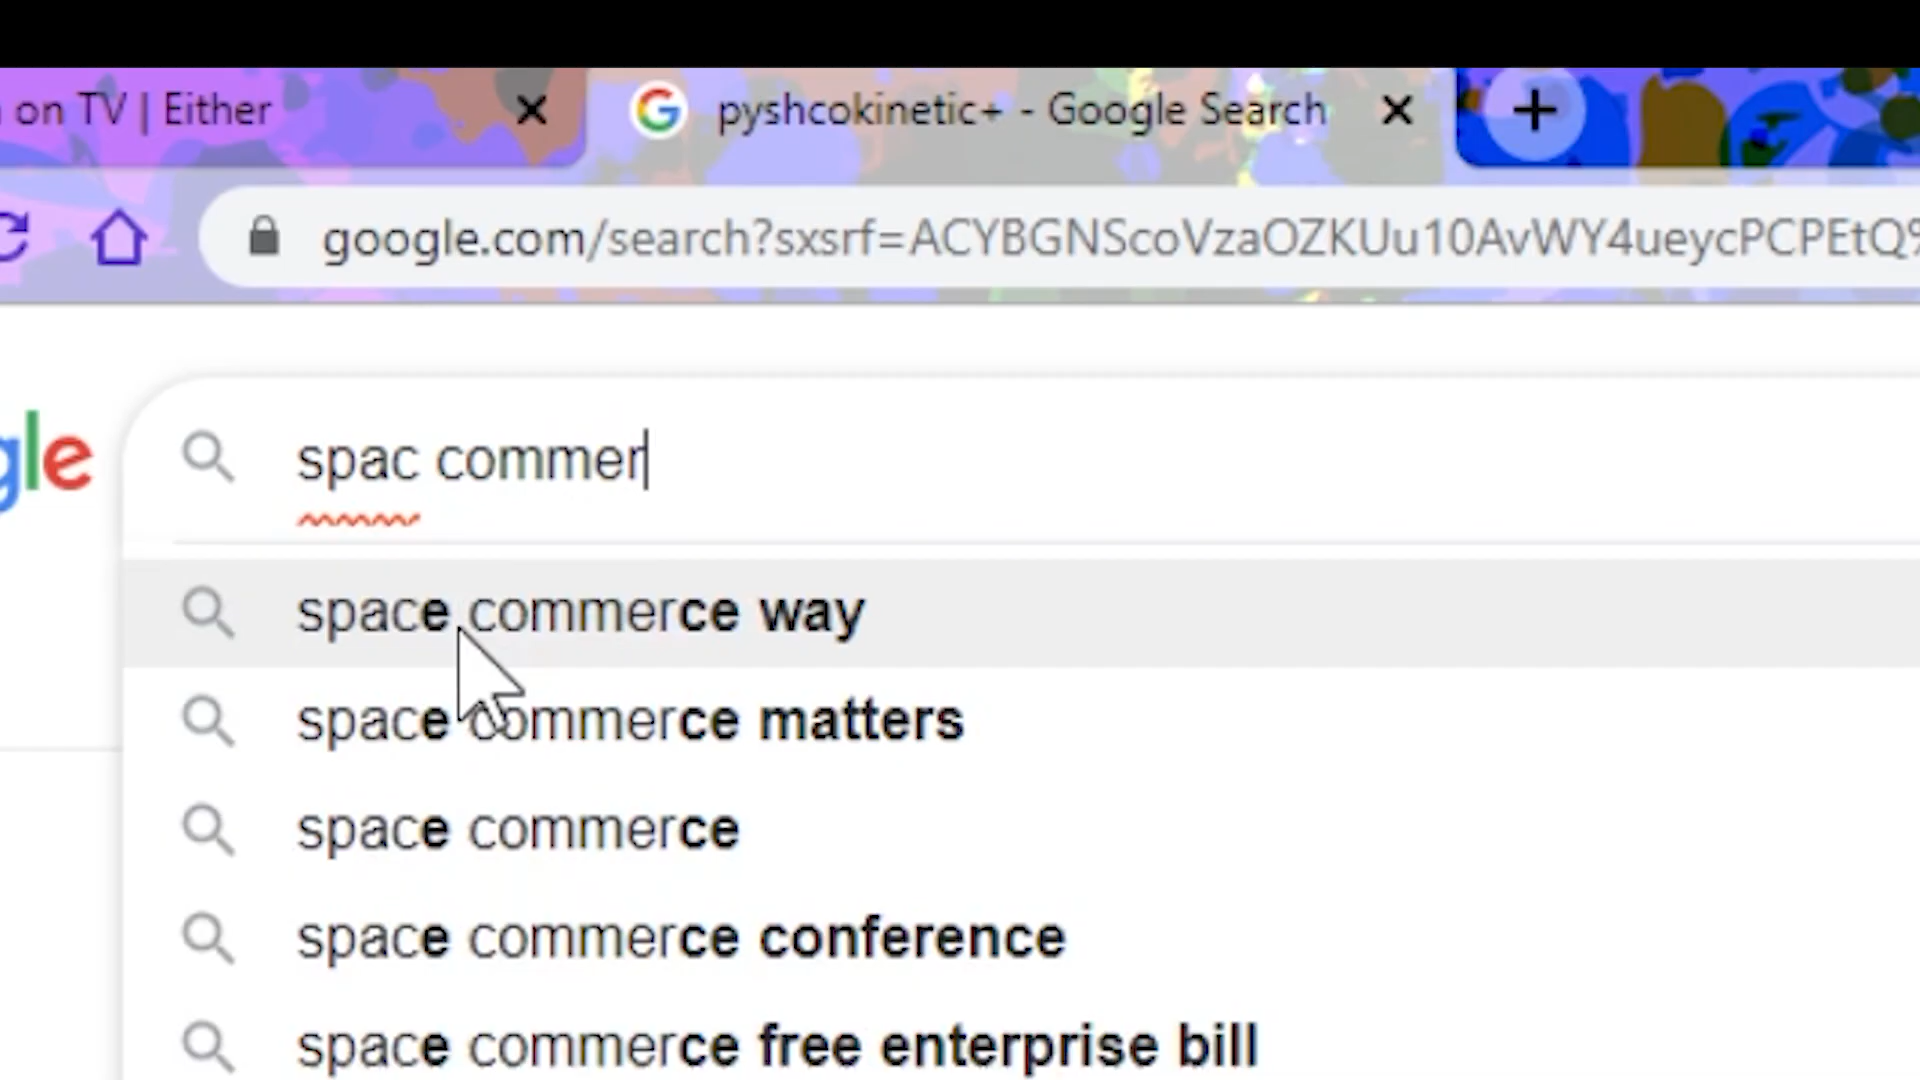 on TV | Either
pyshcokinetic+ - Google Search
google.com/search?sxsrf=ACYBGNScoVzaOZKUu10AvWY4ueycPCPEtQ%
gle
spac commer
space commerce way
space commerce matters
space commerce
space commerce conference
space commerce free enterprise bill